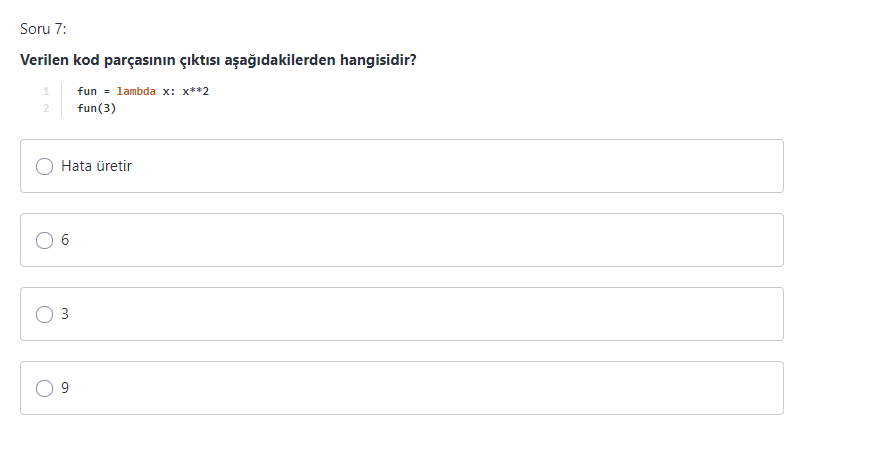 Soru 7:
Verilen kod parçasının çıktısı aşağıdakilerden hangisidir?
1 fun = lambda x: x**2
2 fun(3)
Hata üretir
6
3
9